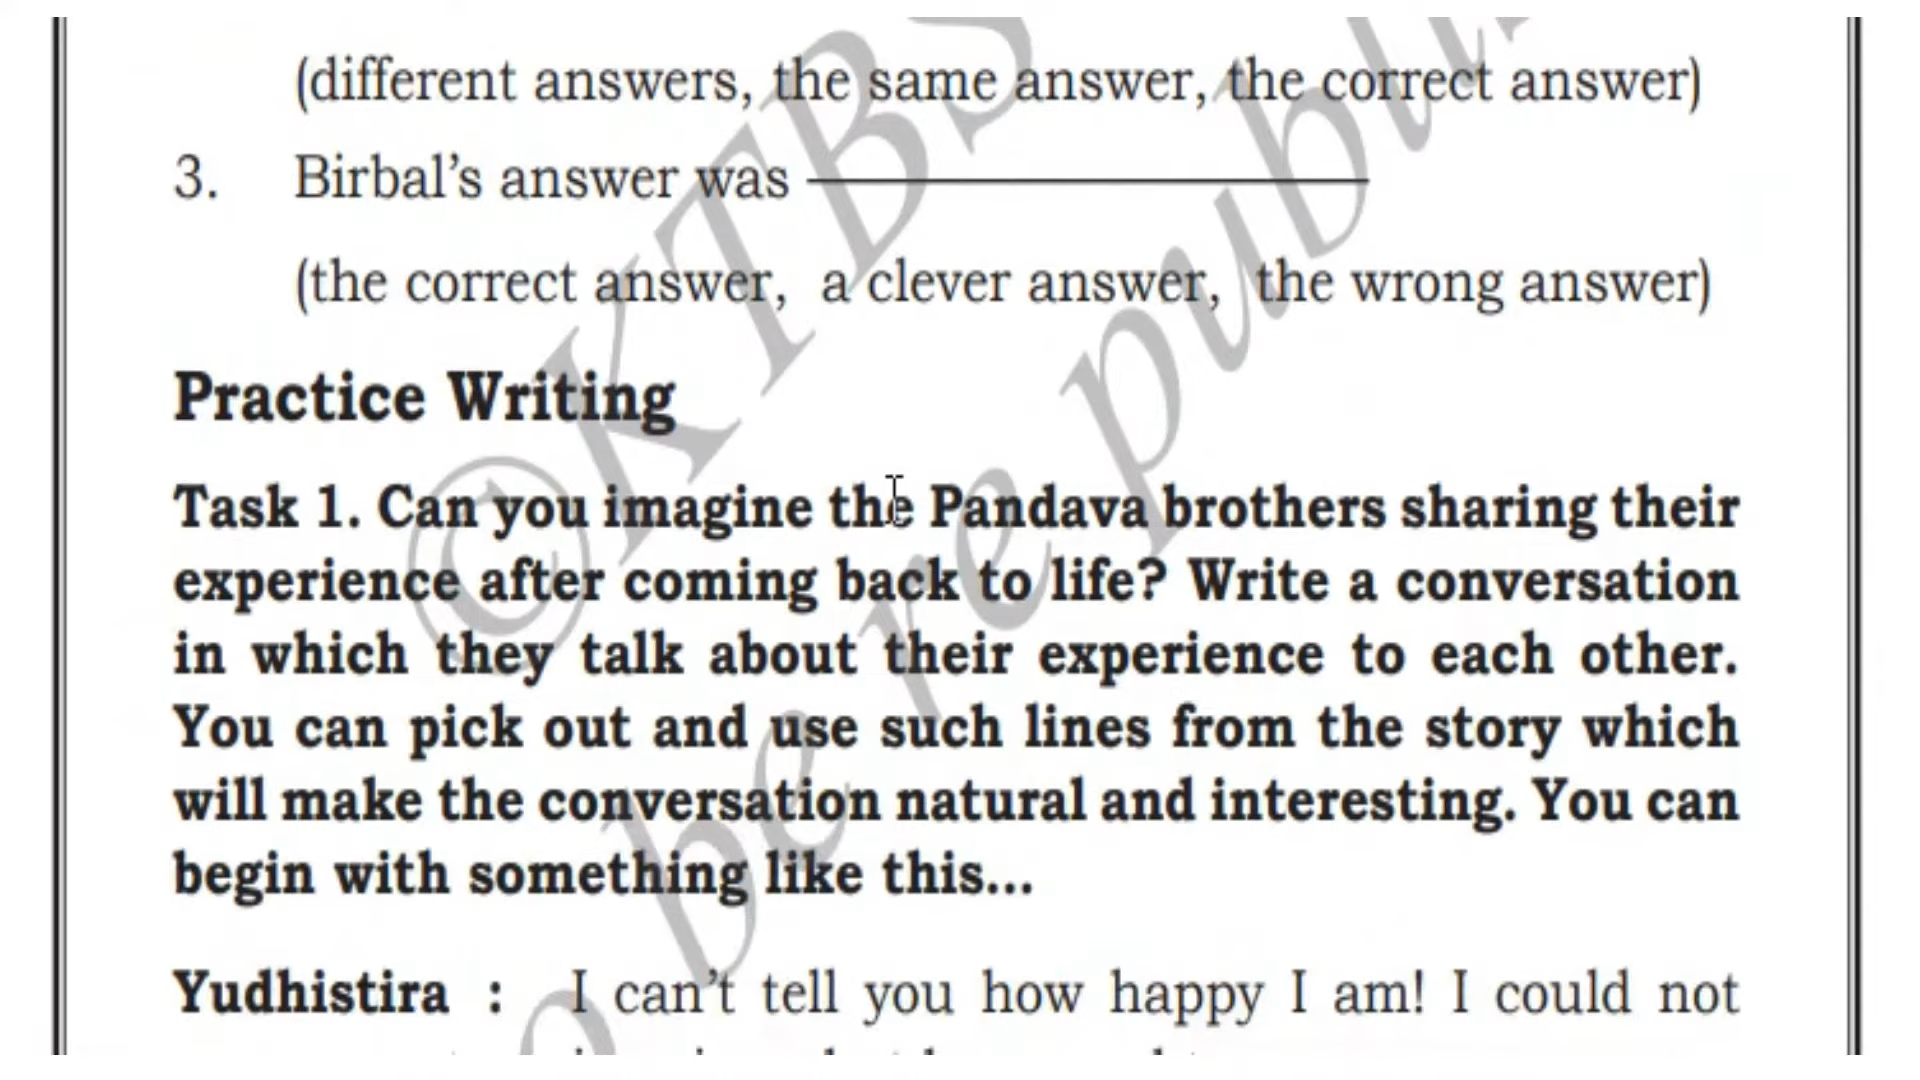 (different answers, the same answer, the correct answer)
3. Birbal's answer was
(the correct answer, a clever answer, the wrong answer)
Practice Writing
Task 1. Can you imagine the Pandava brothers sharing their
experience after coming back to life? Write a conversation
in which they talk about their experience to each other.
You can pick out and use such lines from the story which
will make the conversation natural and interesting. You can
begin with something like this...
Yudhistira : I can't tell you how happy I am! I could not
©KTBS
be republi